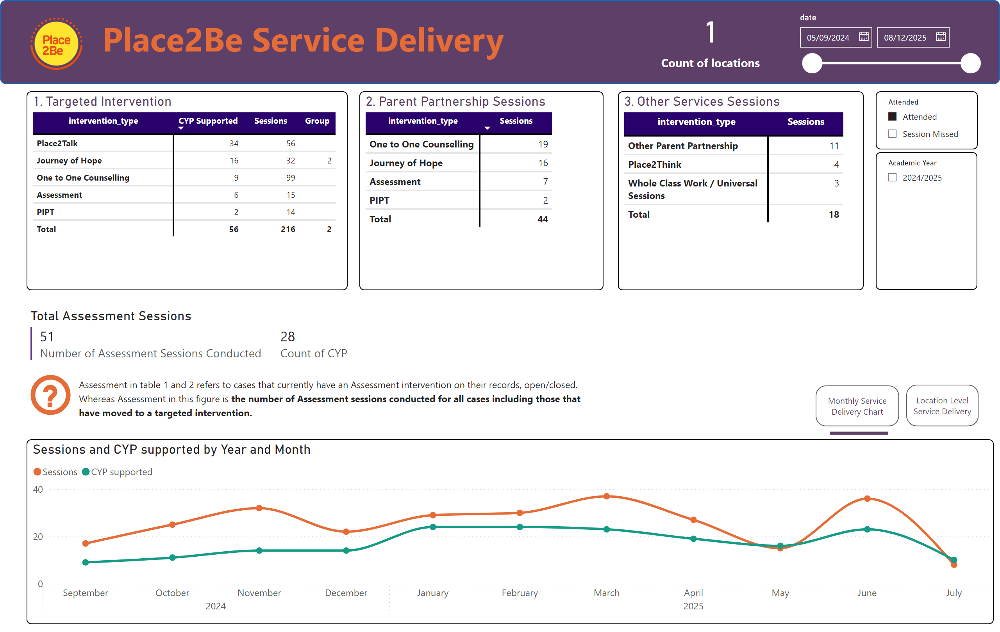 Place
2Be
Place2Be Service Delivery
1
Count of locations
date
05/09/2024
08/12/2025
1. Targeted Intervention
intervention_type CYP Supported Sessions Group
Place2Talk 34 56
Journey of Hope 16 32 2
One to One Counselling 9 99
Assessment 6 15
PIPT 2 14
Total 56 216 2
2. Parent Partnership Sessions
intervention_type Sessions
One to One Counselling 19
Journey of Hope 16
Assessment 7
PIPT 2
Total 44
3. Other Services Sessions
intervention_type Sessions
Other Parent Partnership 11
Place2Think 4
Whole Class Work / Universal 3
Sessions
Total 18
Attended
Attended
Session Missed
Academic Year
2024/2025
Total Assessment Sessions
51
Number of Assessment Sessions Conducted
28
Count of CYP
?
Assessment in table 1 and 2 refers to cases that currently have an Assessment intervention on their records, open/closed.
Whereas Assessment in this figure is the number of Assessment sessions conducted for all cases including those that
have moved to a targeted intervention.
Monthly Service
Delivery Chart
Location Level
Service Delivery
Sessions and CYP supported by Year and Month
Sessions CYP supported
40
20
0
September October November December January February March April May June July
2024 2025